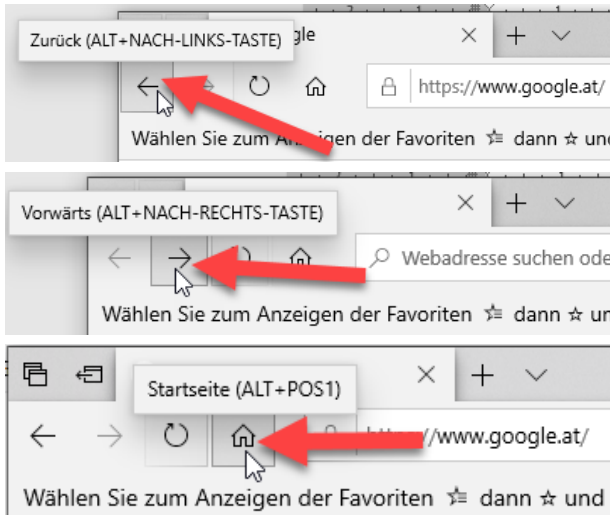 Zurück (ALT+NACH-LINKS-TASTE)
gle
https://www.google.at/
Wählen Sie zum Anzeigen der Favoriten dann und
Vorwärts (ALT+NACH-RECHTS-TASTE)
Webadresse suchen ode
Wählen Sie zum Anzeigen der Favoriten dann un
Startseite (ALT+POS1)
//www.google.at/
Wählen Sie zum Anzeigen der Favoriten dann und